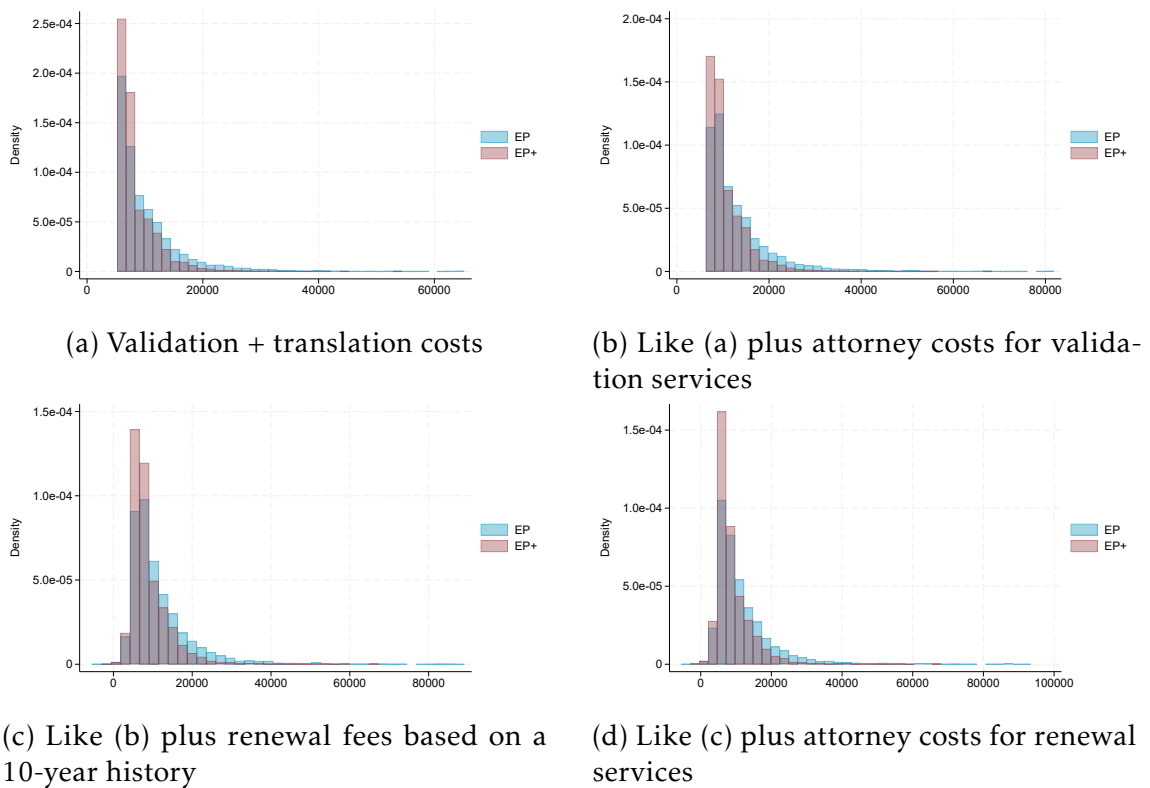 2.5e-04
2.0e-04
1.5e-04
1.0e-04
5.0e-05
0
Density
0 20000 40000 60000
EP
EP+
(a) Validation + translation costs
2.0e-04
1.5e-04
1.0e-04
5.0e-05
0
Density
0 20000 40000 60000 80000
EP
EP+
(b) Like (a) plus attorney costs for valida-
tion services
1.5e-04
1.0e-04
5.0e-05
0
Density
0 20000 40000 60000 80000
EP
EP+
(c) Like (b) plus renewal fees based on a
10-year history
1.5e-04
1.0e-04
5.0e-05
0
Density
0 20000 40000 60000 80000 100000
EP
EP+
(d) Like (c) plus attorney costs for renewal
services